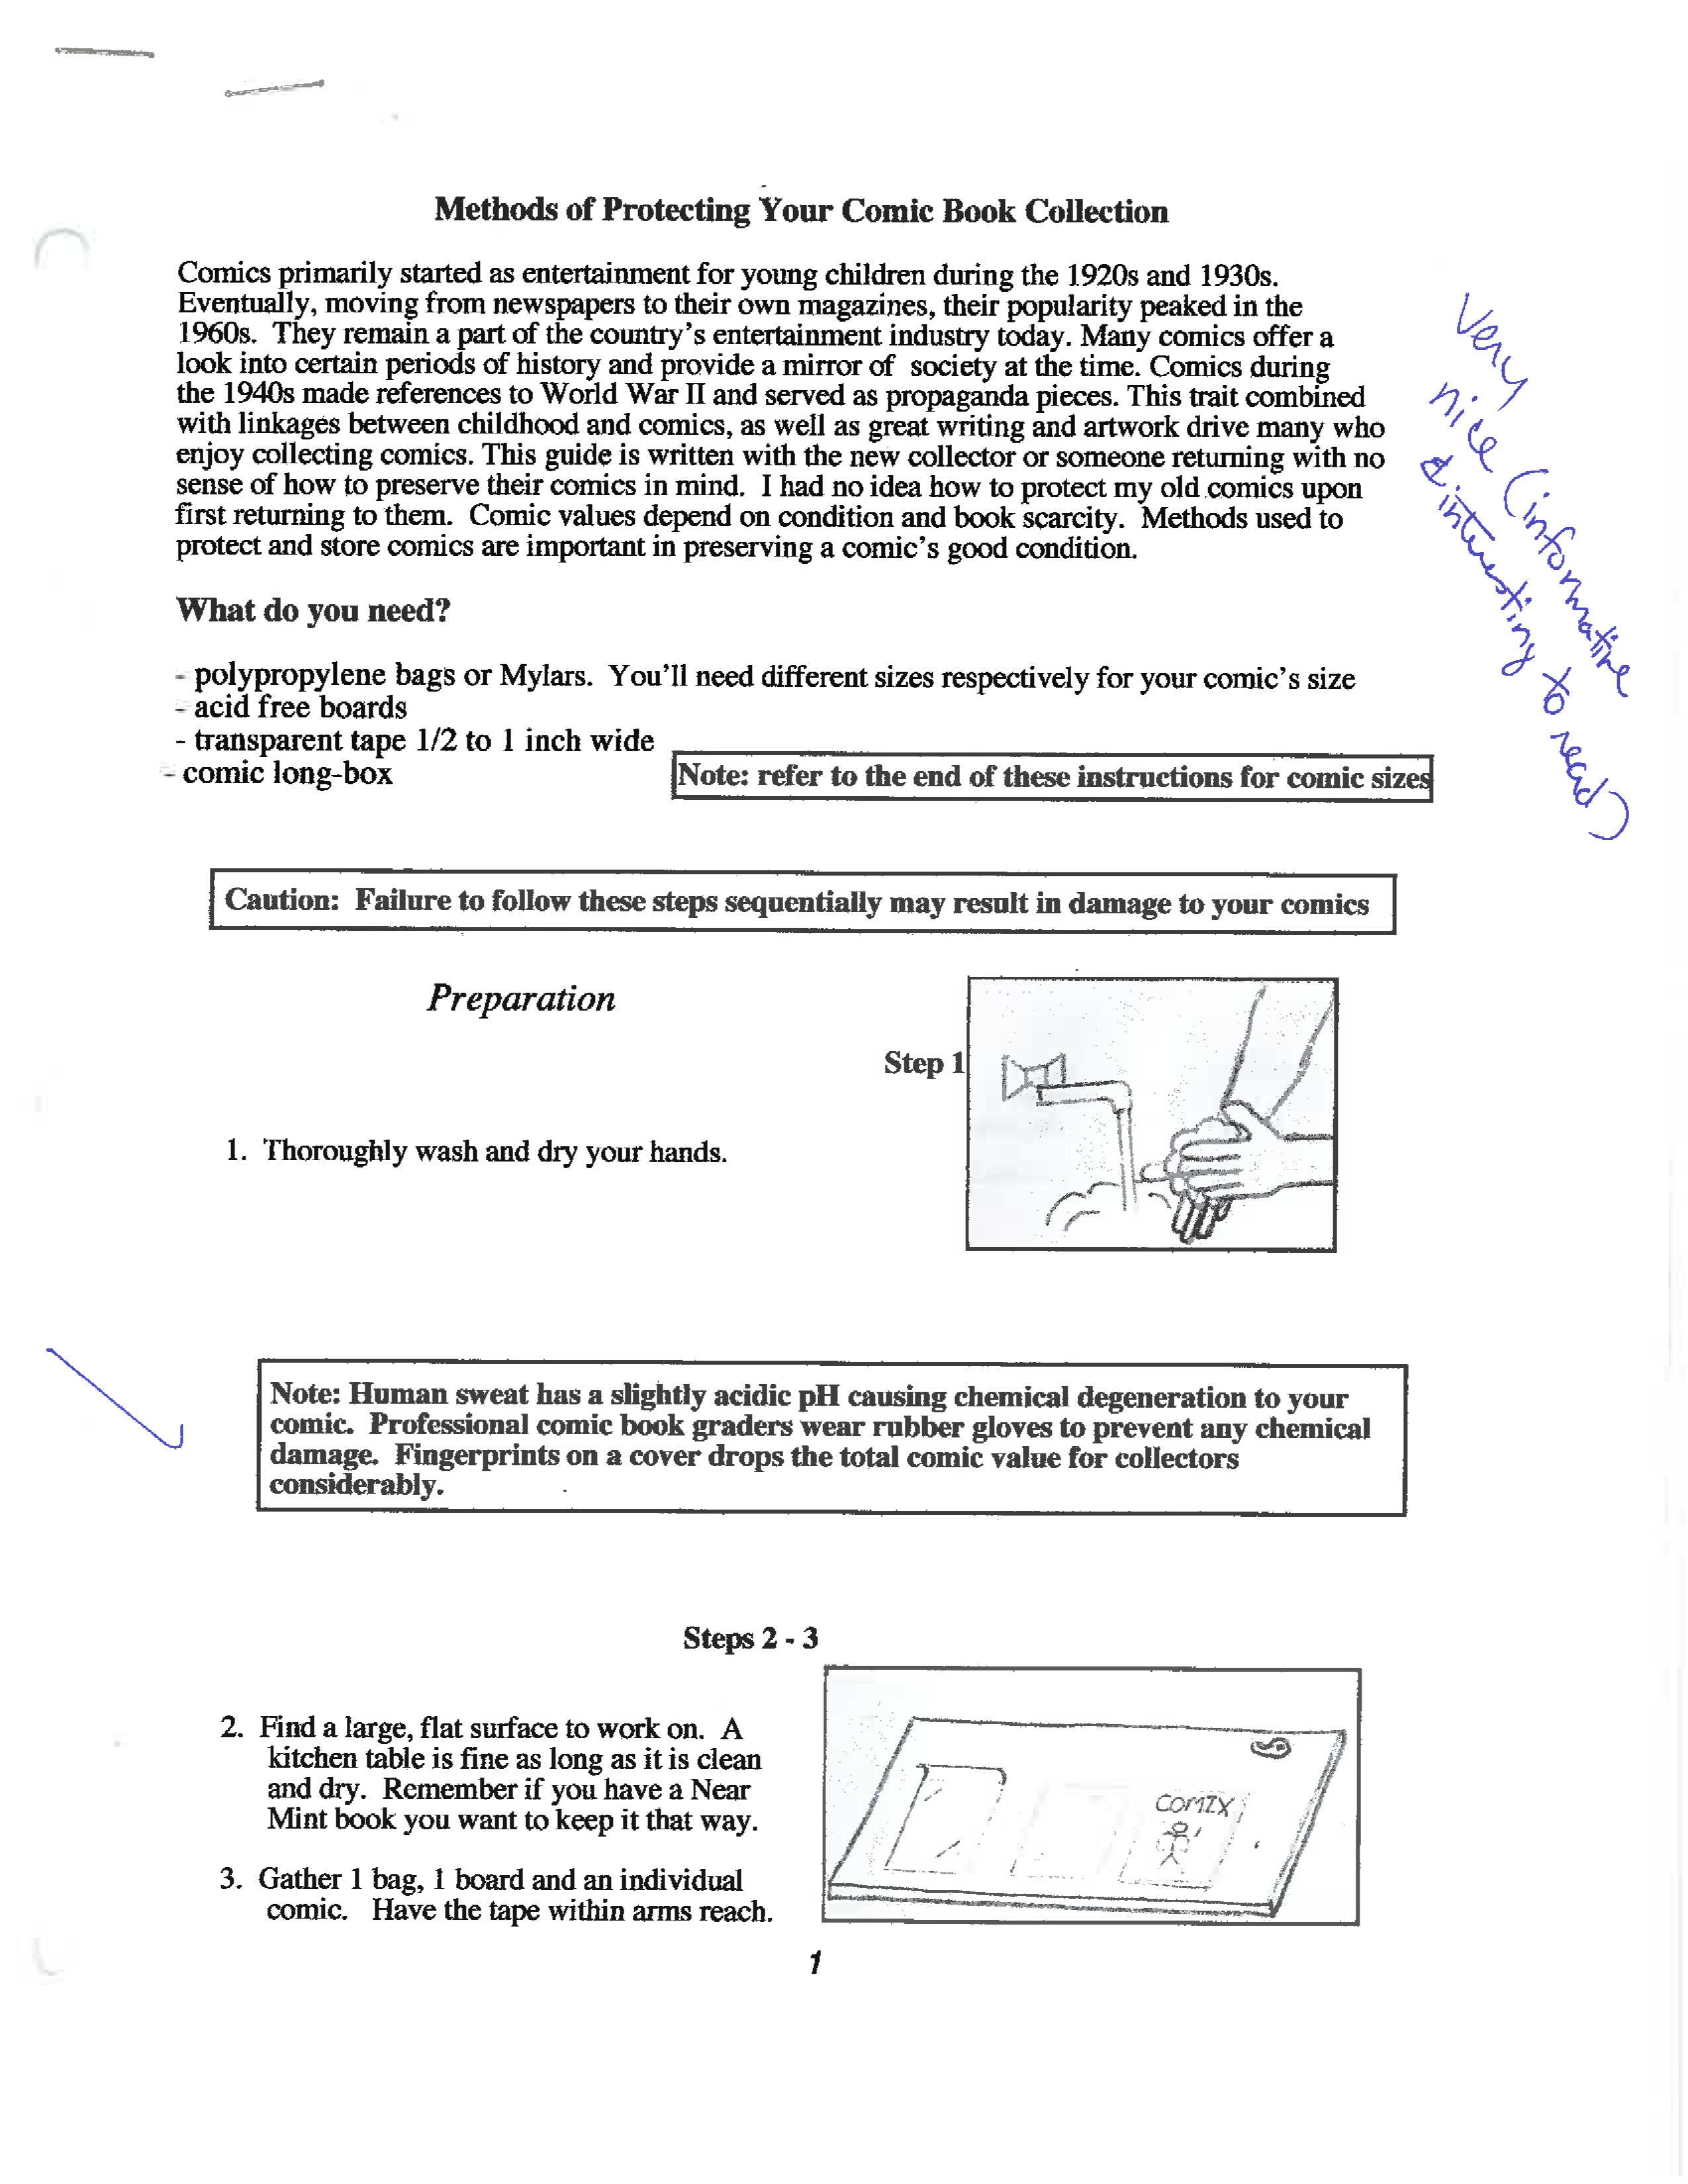 Methods of Protecting Your Comic Book Collection
Comics primarily started as entertainment for young children during the 1920s and 1930s.
Eventually, moving from newspapers to their own magazines, their popularity peaked in the
1960s.  They remain a part of the country's entertainment industry today. Many comics offer a
look into certain periods of history and provide a mirror of  society at the time. Comics during
the 1940s made references to World War II and served as propaganda pieces. This trait combined
with linkages between childhood and comics, as well as great writing and artwork drive many who
enjoy collecting comics. This guide is written with the new collector or someone returning with no
sense of how to preserve their comics in mind.  I had no idea how to protect my old comics upon
first returning to them.  Comic values depend on condition and book scarcity.  Methods used to
protect and store comics are important in preserving a comic's good condition.
Very
nice (informative
& interesting to read)
What do you need?
- polypropylene bags or Mylars.  You'll need different sizes respectively for your comic's size
- acid free boards
- transparent tape 1/2 to 1 inch wide
- comic long-box
Note: refer to the end of these instructions for comic sizes
Caution:  Failure to follow these steps sequentially may result in damage to your comics
Preparation
Step 1
1.  Thoroughly wash and dry your hands.
Note: Human sweat has a slightly acidic pH causing chemical degeneration to your
comic.  Professional comic book graders wear rubber gloves to prevent any chemical
damage.  Fingerprints on a cover drops the total comic value for collectors
considerably.
Steps 2 - 3
2.  Find a large, flat surface to work on.  A
kitchen table is fine as long as it is clean
and dry.  Remember if you have a Near
Mint book you want to keep it that way.
3.  Gather 1 bag, 1 board and an individual
comic.   Have the tape within arms reach.
COMIX
1